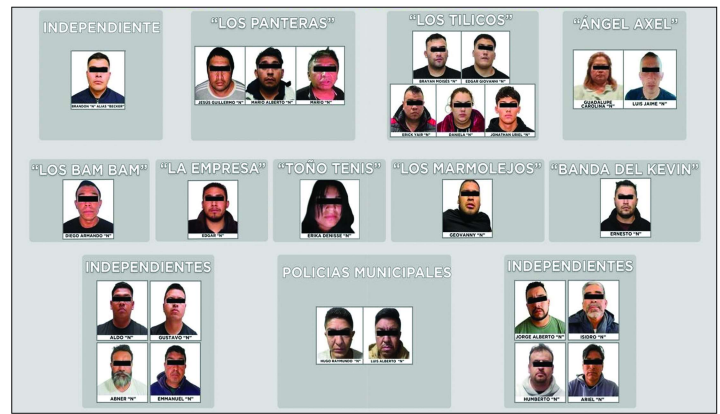 INDEPENDIENTE
BRANDON "N" ALIAS "BECHOP"
"LOS PANTERAS"
JESÚS GUILLERMO "N"
MARIO ALBERTO "N"
MARIO "N"
"LOS TILICOS"
BRAYAN MOISÉS "N"
EDGAR GIOVANNI "N"
ERICK YAIR "N"
DANIELA "N"
JONATHAN URIEL "N"
"ÁNGEL AXEL"
GUADALUPE
CAROLINA "N"
LUIS JAIME "N"
"LOS BAM BAM"
DIEGO ARMANDO "N"
"LA EMPRESA"
EDGAR "N"
"TOÑO TENIS"
ERIKA DENISSE "N"
"LOS MARMOLEJOS"
GEOVANNY "N"
"BANDA DEL KEVIN"
ERNESTO "N"
INDEPENDIENTES
ALDO "N"
GUSTAVO "N"
ABNER "N"
EMMANUEL "N"
POLICIAS MUNICIPALES
HUGO RAYMUNDO "N"
LUIS ALBERTO "N"
INDEPENDIENTES
JORGE ALBERTO "N"
ISIDRO "N"
HUMBERTO "N"
ARIEL "N"